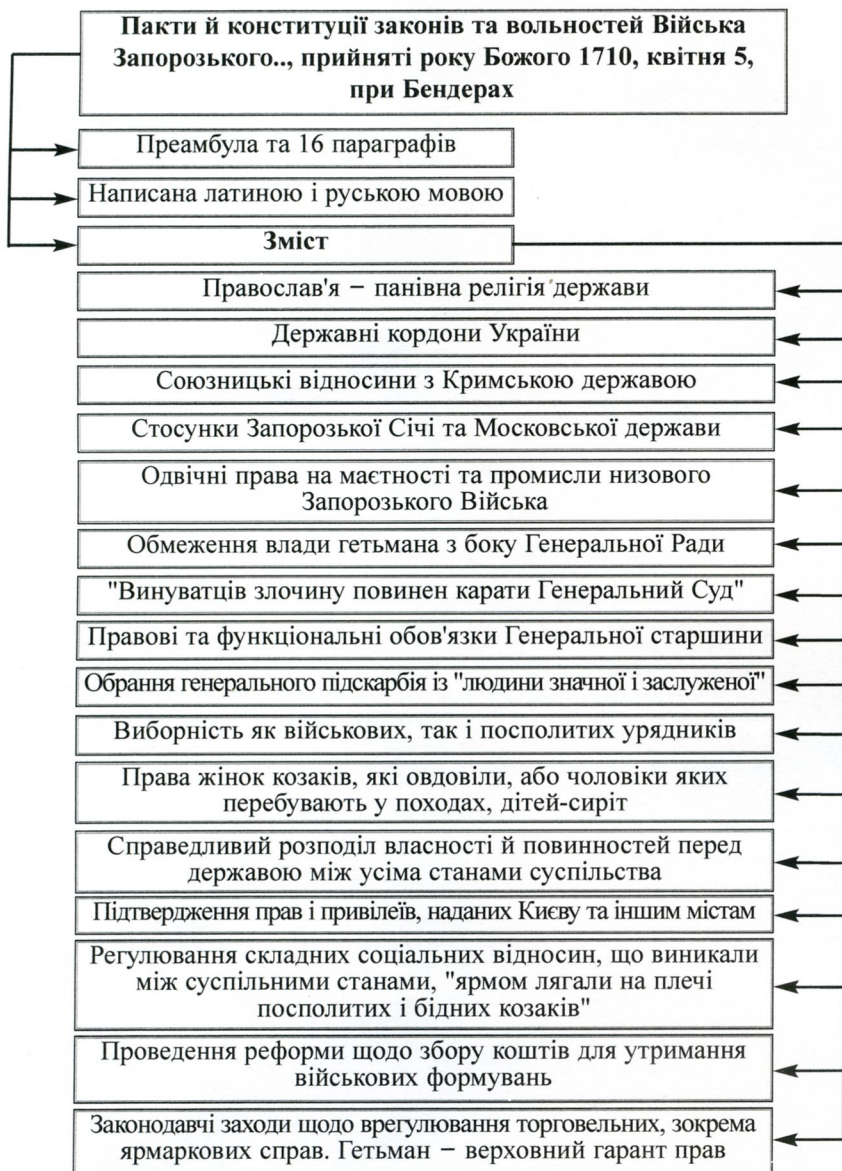 Пакти й конституції законів та вольностей Війська
Запорозького.., прийняті року Божого 1710, квітня 5,
при Бендерах
Преамбула та 16 параграфів
Написана латиною і руською мовою
Зміст
Православ'я – панівна релігія держави
Державні кордони України
Союзницькі відносини з Кримською державою
Стосунки Запорозької Січі та Московської держави
Одвічні права на маєтності та промисли низового
Запорозького Війська
Обмеження влади гетьмана з боку Генеральної Ради
"Винуватців злочину повинен карати Генеральний Суд"
Правові та функціональні обов'язки Генеральної старшини
Обрання генерального підскарбія із "людини значної і заслуженої"
Виборність як військових, так і посполитих урядників
Права жінок козаків, які овдовіли, або чоловіки яких
перебувають у походах, дітей-сиріт
Справедливий розподіл власності й повинностей перед
державою між усіма станами суспільства
Підтвердження прав і привілеїв, наданих Києву та іншим містам
Регулювання складних соціальних відносин, що виникали
між суспільними станами, "ярмом лягали на плечі
посполитих і бідних козаків"
Проведення реформи щодо збору коштів для утримання
військових формувань
Законодавчі заходи щодо врегулювання торговельних, зокрема
ярмаркових справ. Гетьман – верховний гарант прав